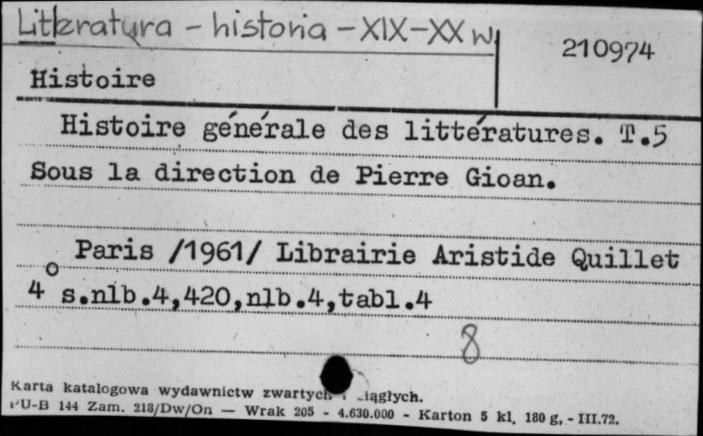 Literatura - historia - XIX-XX w.
210974
Histoire
Histoire générale des littératures. T.5
Sous la direction de Pierre Gioan.
Paris /1961/ Librairie Aristide Quillet
4° s.nlb.4,420,nlb.4,tabl.4
8
Karta katalogowa wydawnictw zwartych i ciągłych.
PU-B 144 Zam. 218/Dw/On — Wrak 205 - 4.630.000 - Karton 5 kl. 180 g, - III.72.